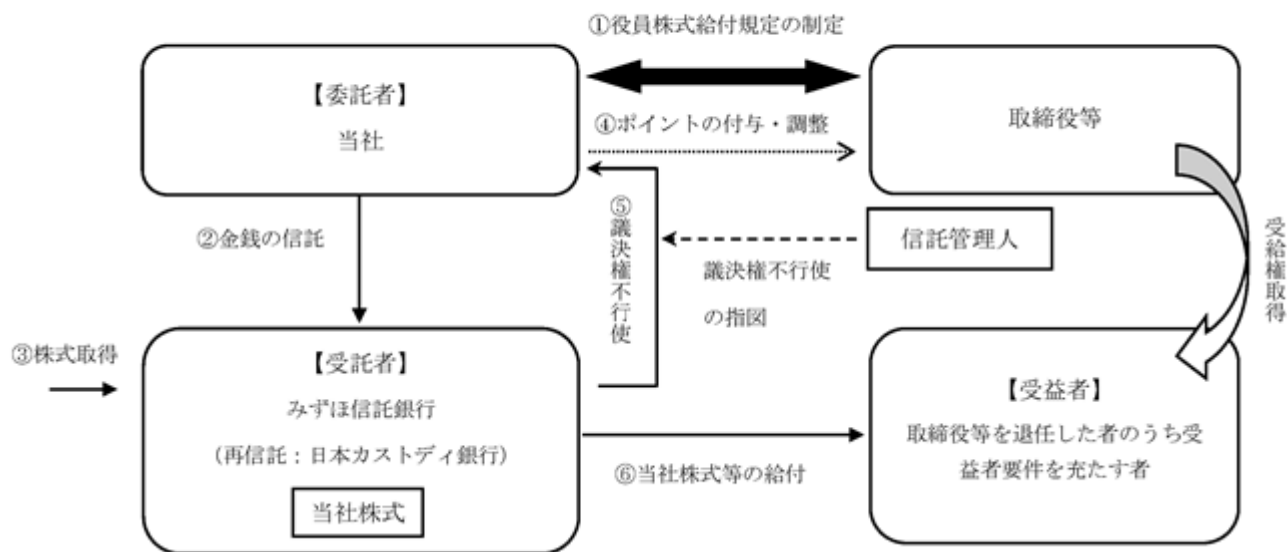 ①役員株式給付規定の制定
【委託者】
当社
④ポイントの付与・調整
取締役等
②金銭の信託
⑤議決権不行使
議決権不行使
の指図
信託管理人
受給権取得
③株式取得
【受託者】
みずほ信託銀行
(再信託:日本カストディ銀行)
当社株式
⑥当社株式等の給付
【受益者】
取締役等を退任した者のうち受
益者要件を充たす者